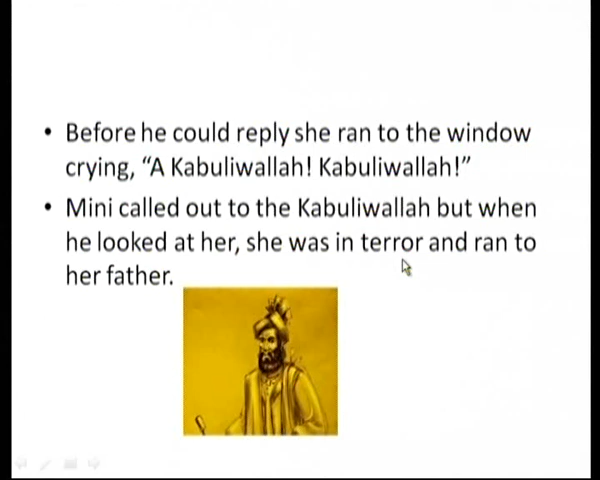 • Before he could reply she ran to the window
crying, “A Kabuliwallah! Kabuliwallah!”
• Mini called out to the Kabuliwallah but when
he looked at her, she was in terror and ran to
her father.